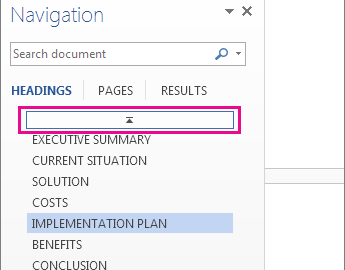 Navigation
Search document
HEADINGS PAGES RESULTS
EXECUTIVE SUMMARY
CURRENT SITUATION
SOLUTION
COSTS
IMPLEMENTATION PLAN
BENEFITS
CONCLUSION